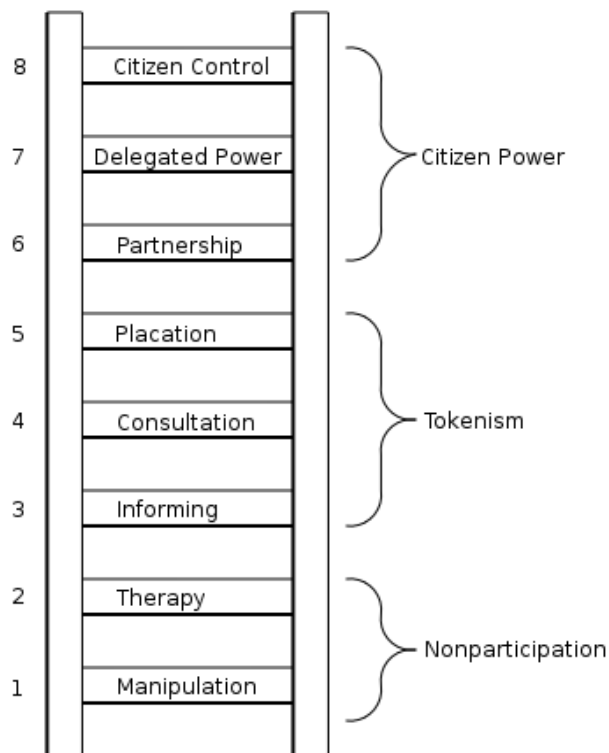 8 Citizen Control
7 Delegated Power
Citizen Power
6 Partnership
5 Placation
4 Consultation
Tokenism
3 Informing
2 Therapy
Nonparticipation
1 Manipulation